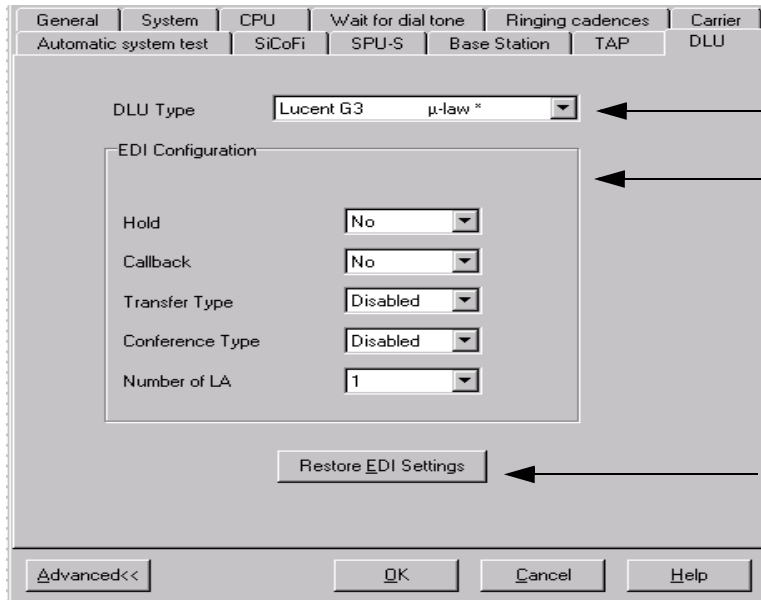 General System CPU Wait for dial tone Ringing cadences Carrier
Automatic system test SiCoFi SPU-S Base Station TAP DLU
DLU Type Lucent G3 µ-law *
EDI Configuration
Hold No
Callback No
Transfer Type Disabled
Conference Type Disabled
Number of LA 1
Restore EDI Settings
Advanced<< OK Cancel Help